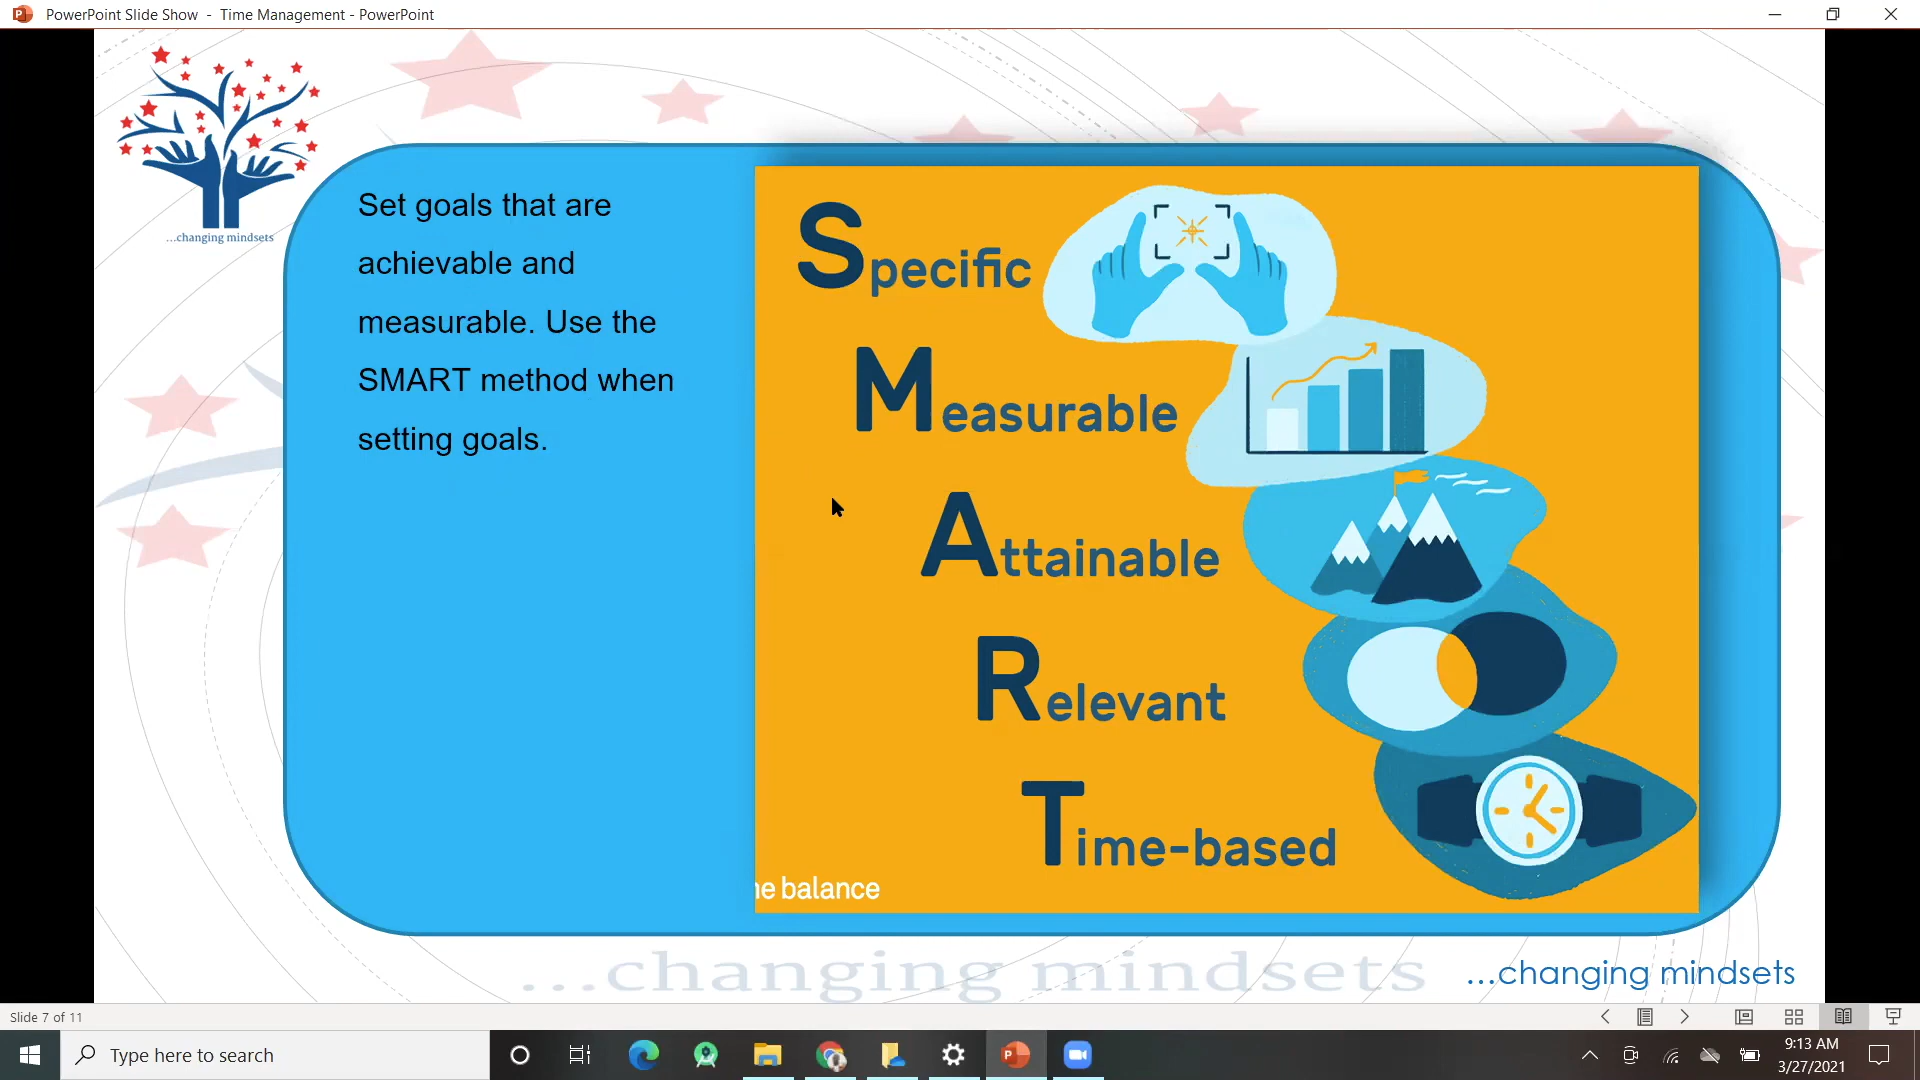 PowerPoint Slide Show - Time Management - PowerPoint
...changing mindsets
Set goals that are
achievable and
measurable. Use the
SMART method when
setting goals.
Specific
Measurable
Attainable
Relevant
Time-based
he balance
...changing mindsets
...changing mindsets
Slide 7 of 11
Type here to search
9:13 AM
3/27/2021